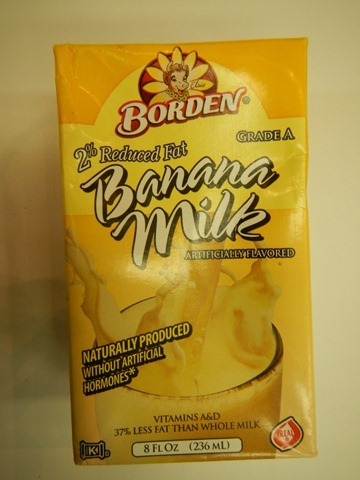 Elsie
BORDEN®
GRADE A
2% Reduced Fat
Banana
Milk
ARTIFICIALLY FLAVORED
NATURALLY PRODUCED
WITHOUT ARTIFICIAL
HORMONES*
VITAMINS A&D
37% LESS FAT THAN WHOLE MILK
8 FL OZ (236 ML)
K®
REAL